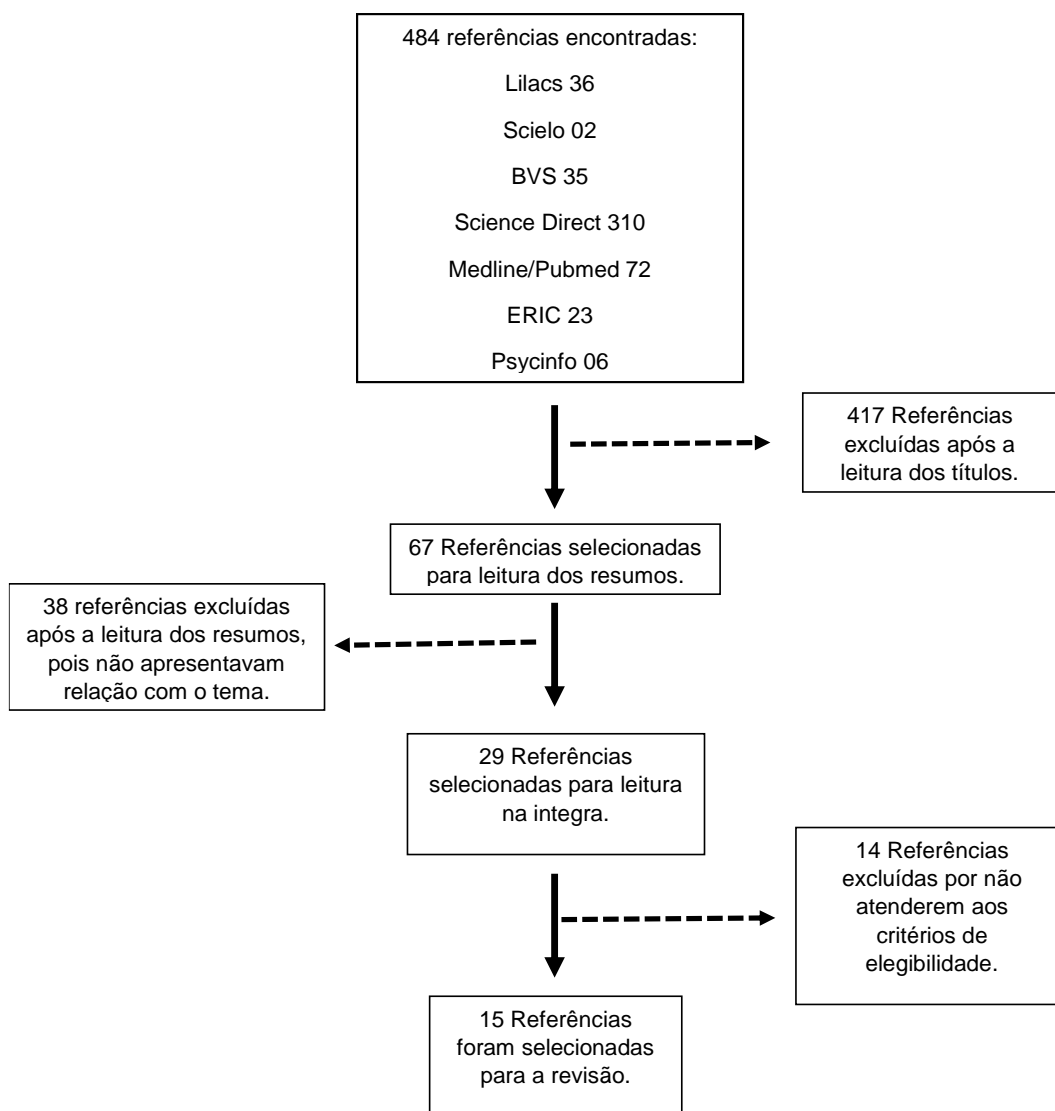 484 referências encontradas:
Lilacs 36
Scielo 02
BVS 35
Science Direct 310
Medline/Pubmed 72
ERIC 23
Psycinfo 06
417 Referências
excluídas após a
leitura dos títulos.
67 Referências selecionadas
para leitura dos resumos.
38 referências excluídas
após a leitura dos resumos,
pois não apresentavam
relação com o tema.
29 Referências
selecionadas para leitura
na integra.
14 Referências
excluídas por não
atenderem aos
critérios de
elegibilidade.
15 Referências
foram selecionadas
para a revisão.